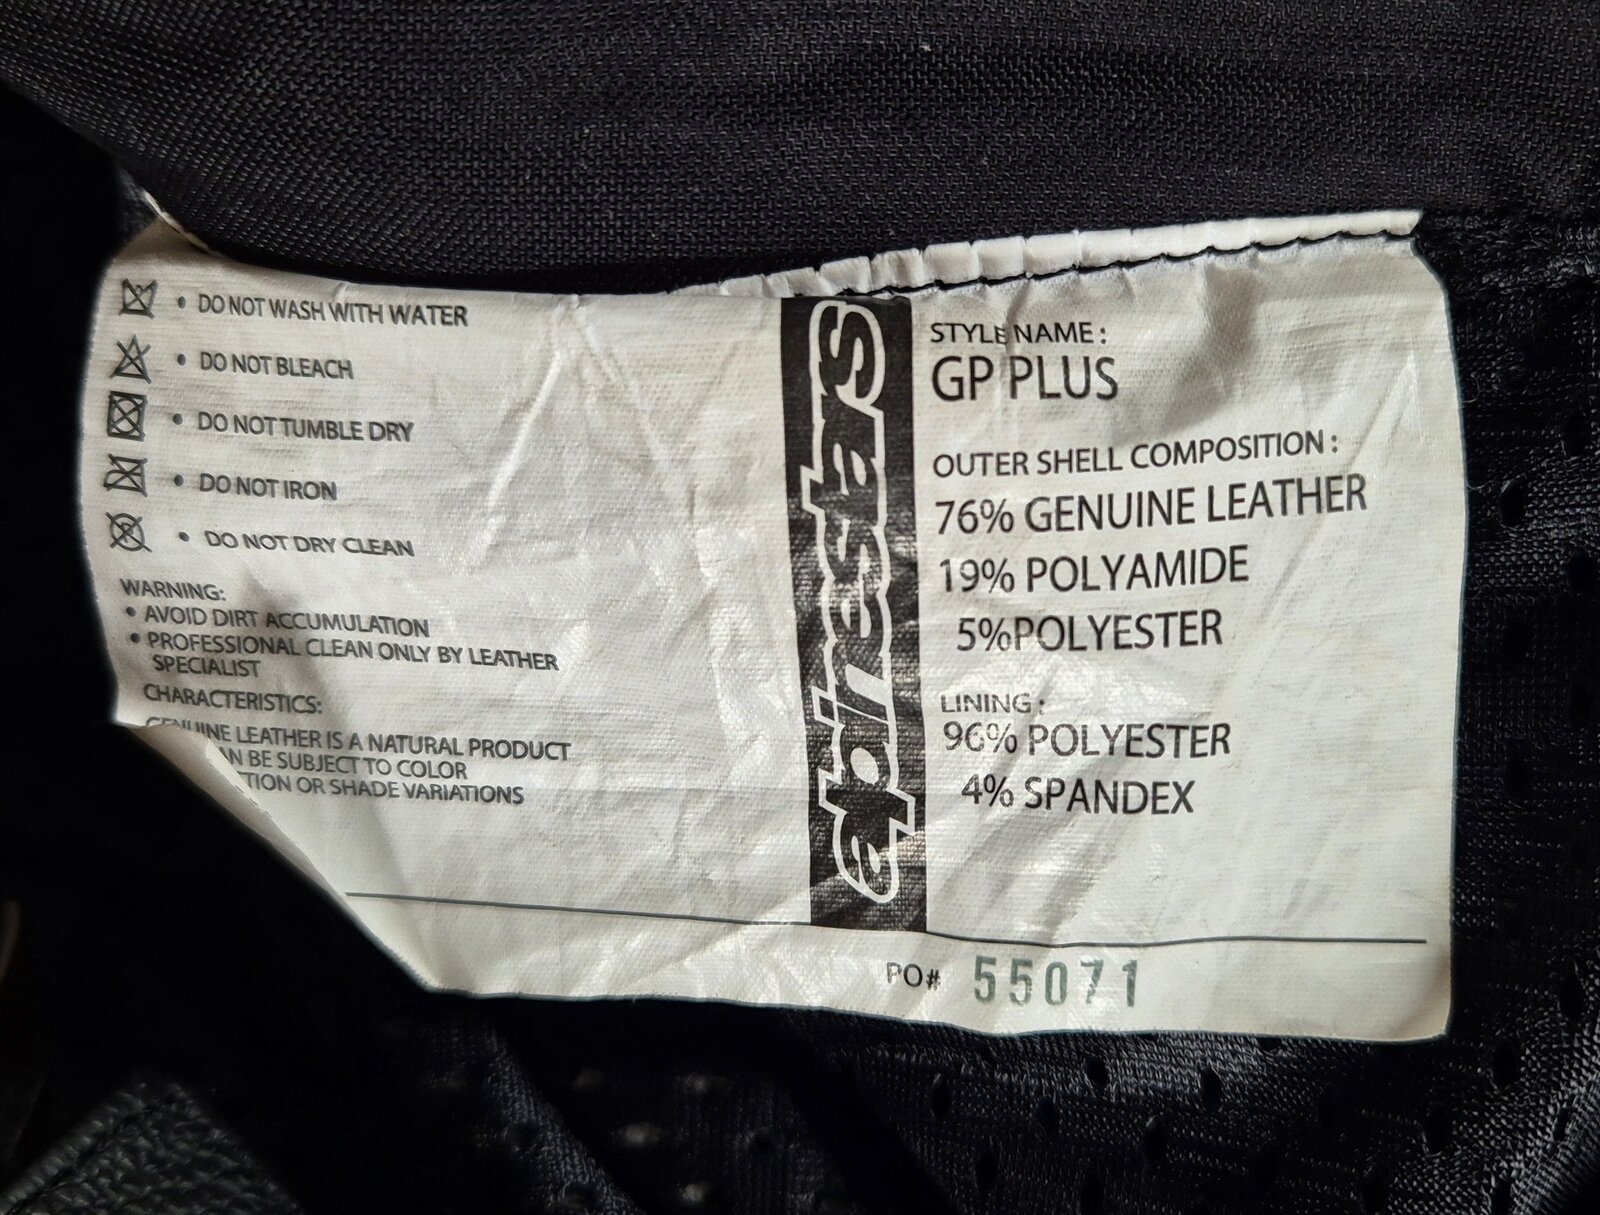 DO NOT WASH WITH WATER
DO NOT BLEACH
DO NOT TUMBLE DRY
DO NOT IRON
DO NOT DRY CLEAN
WARNING:
• AVOID DIRT ACCUMULATION
• PROFESSIONAL CLEAN ONLY BY LEATHER
SPECIALIST
CHARACTERISTICS:
GENUINE LEATHER IS A NATURAL PRODUCT
BE SUBJECT TO COLOR
OR SHADE VARIATIONS
alpinestars
STYLE NAME :
GP PLUS
OUTER SHELL COMPOSITION :
76% GENUINE LEATHER
19% POLYAMIDE
5%POLYESTER
LINING :
96% POLYESTER
4% SPANDEX
PO# 55071